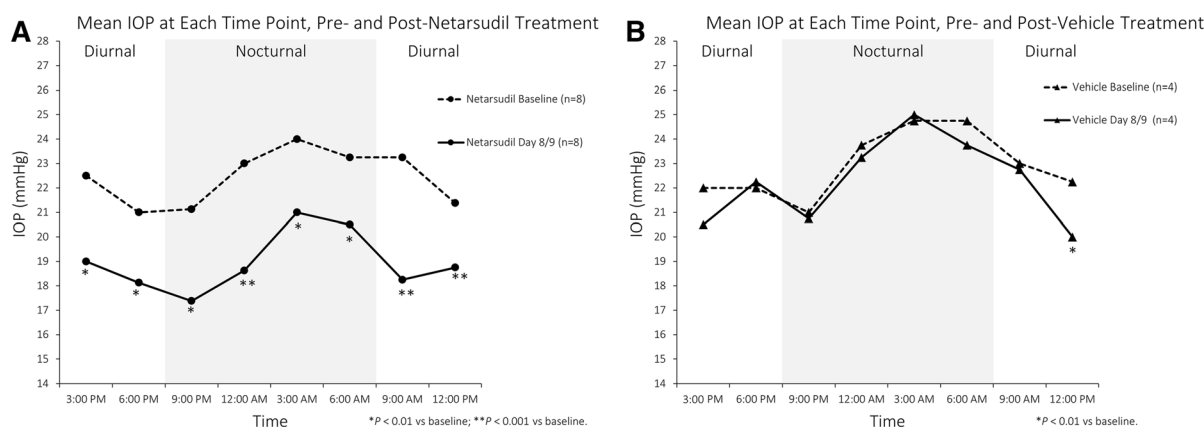 A
Mean IOP at Each Time Point, Pre- and Post-Netarsudil Treatment
Diurnal
Nocturnal
Diurnal
Netarsudil Baseline (n=8)
Netarsudil Day 8/9 (n=8)
IOP (mmHg)
28
27
26
25
24
23
22
21
20
19
18
17
16
15
14
*
*
*
**
*
*
**
**
3:00 PM 6:00 PM 9:00 PM 12:00 AM 3:00 AM 6:00 AM 9:00 AM 12:00 PM
Time
*P < 0.01 vs baseline; **P < 0.001 vs baseline.
B
Mean IOP at Each Time Point, Pre- and Post-Vehicle Treatment
Diurnal
Nocturnal
Diurnal
Vehicle Baseline (n=4)
Vehicle Day 8/9 (n=4)
IOP (mmHg)
28
27
26
25
24
23
22
21
20
19
18
17
16
15
14
*
3:00 PM 6:00 PM 9:00 PM 12:00 AM 3:00 AM 6:00 AM 9:00 AM 12:00 PM
Time
*P < 0.01 vs baseline.